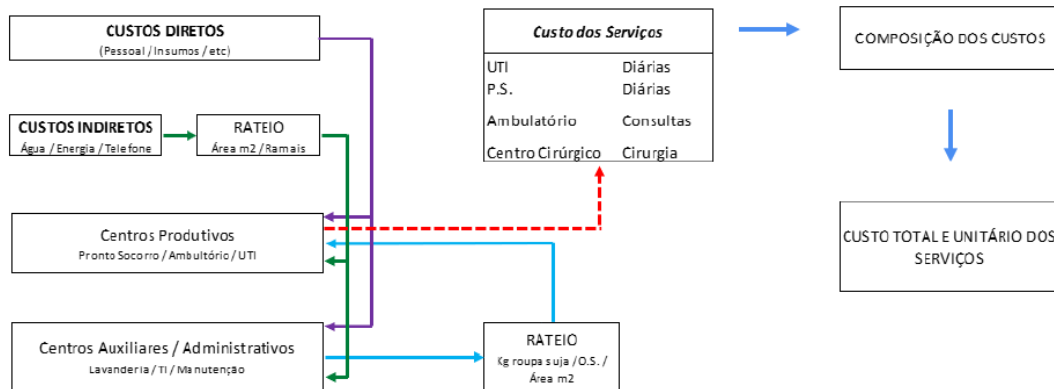 CUSTOS DIRETOS
(Pessoal / Insumos / etc)
CUSTOS INDIRETOS
Água / Energia / Telefone
RATEIO
Área m2 / Ramais
Centros Produtivos
Pronto Socorro / Ambultório / UTI
Centros Auxiliares / Administrativos
Lavanderia / TI / Manutenção
RATEIO
Kg roupa suja / O.S. /
Área m2
Custo dos Serviços
UTI Diárias
P.S. Diárias
Ambulatório Consultas
Centro Cirúrgico Cirurgia
COMPOSIÇÃO DOS CUSTOS
CUSTO TOTAL E UNITÁRIO DOS
SERVIÇOS